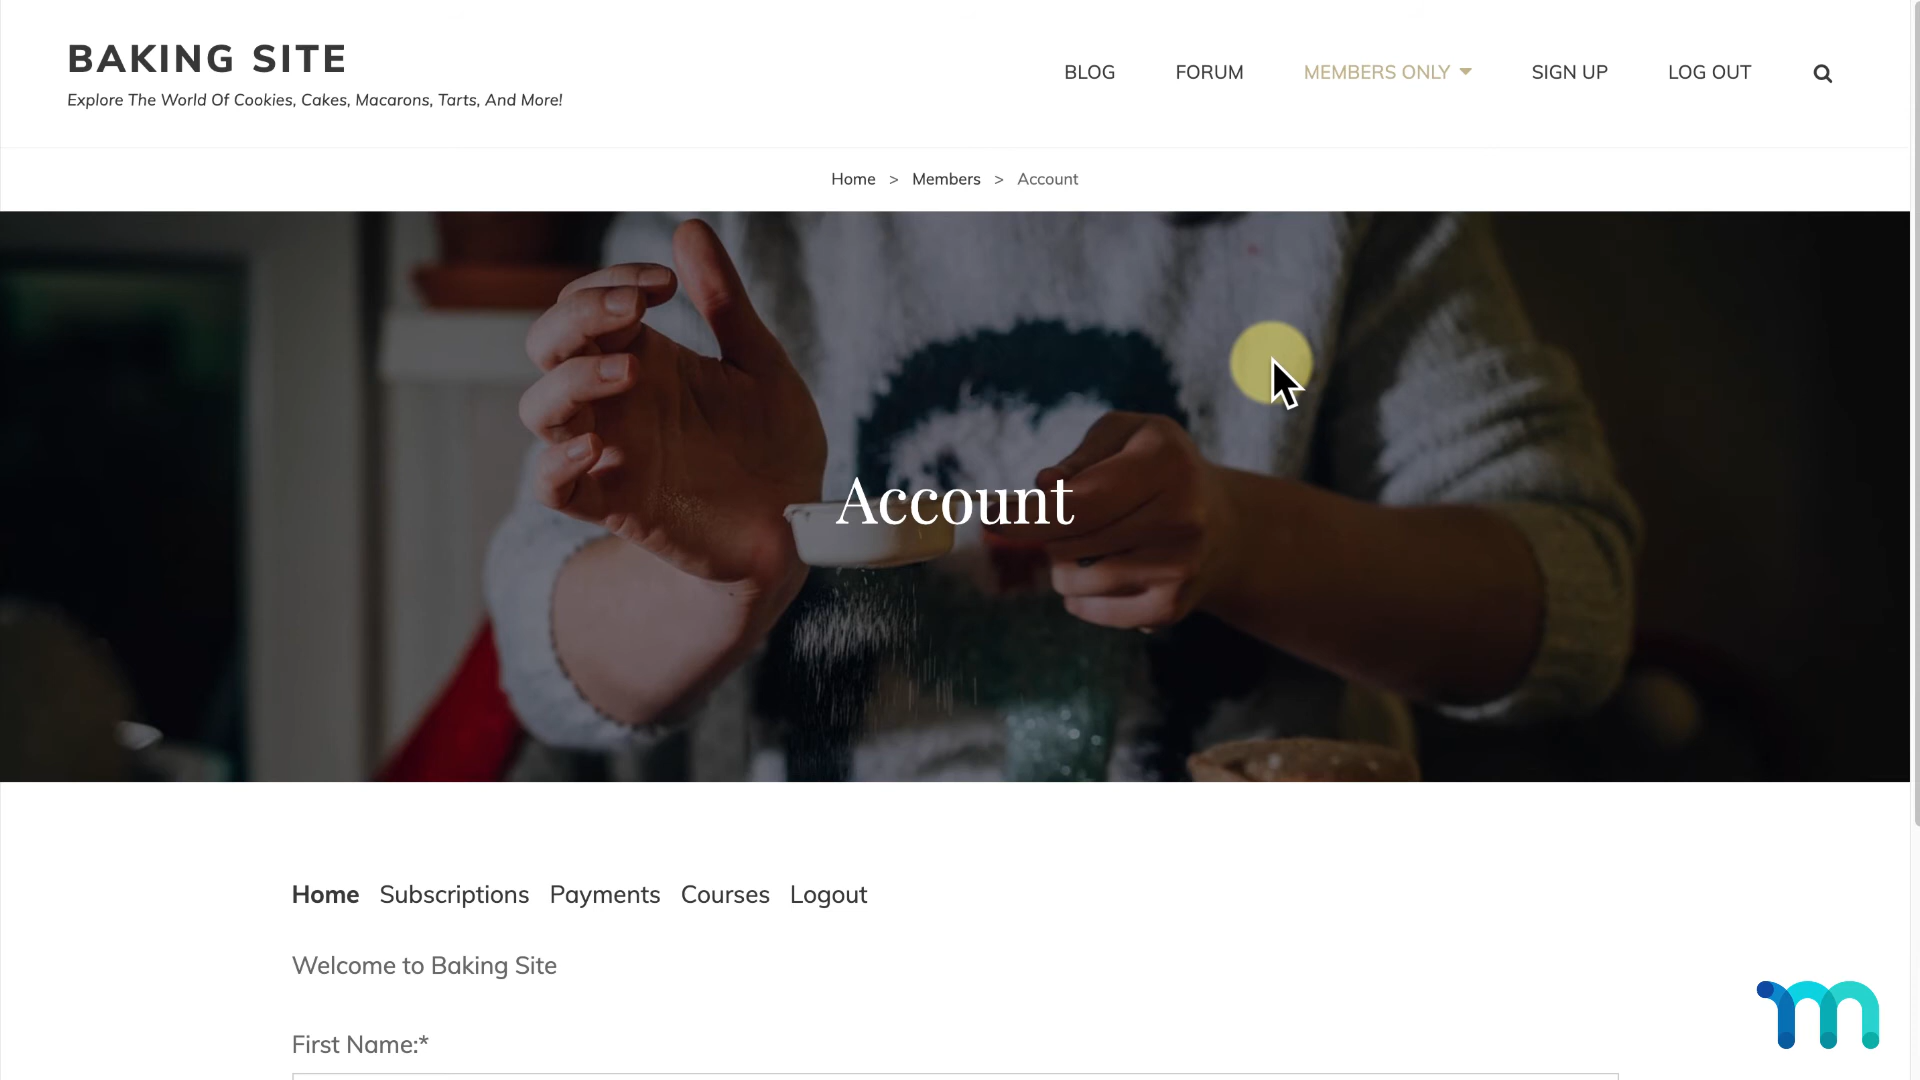 BAKING SITE
Explore The World Of Cookies, Cakes, Macarons, Tarts, And More!
BLOG FORUM MEMBERS ONLY SIGN UP LOG OUT
Home > Members > Account
Account
Home Subscriptions Payments Courses Logout
Welcome to Baking Site
First Name:*